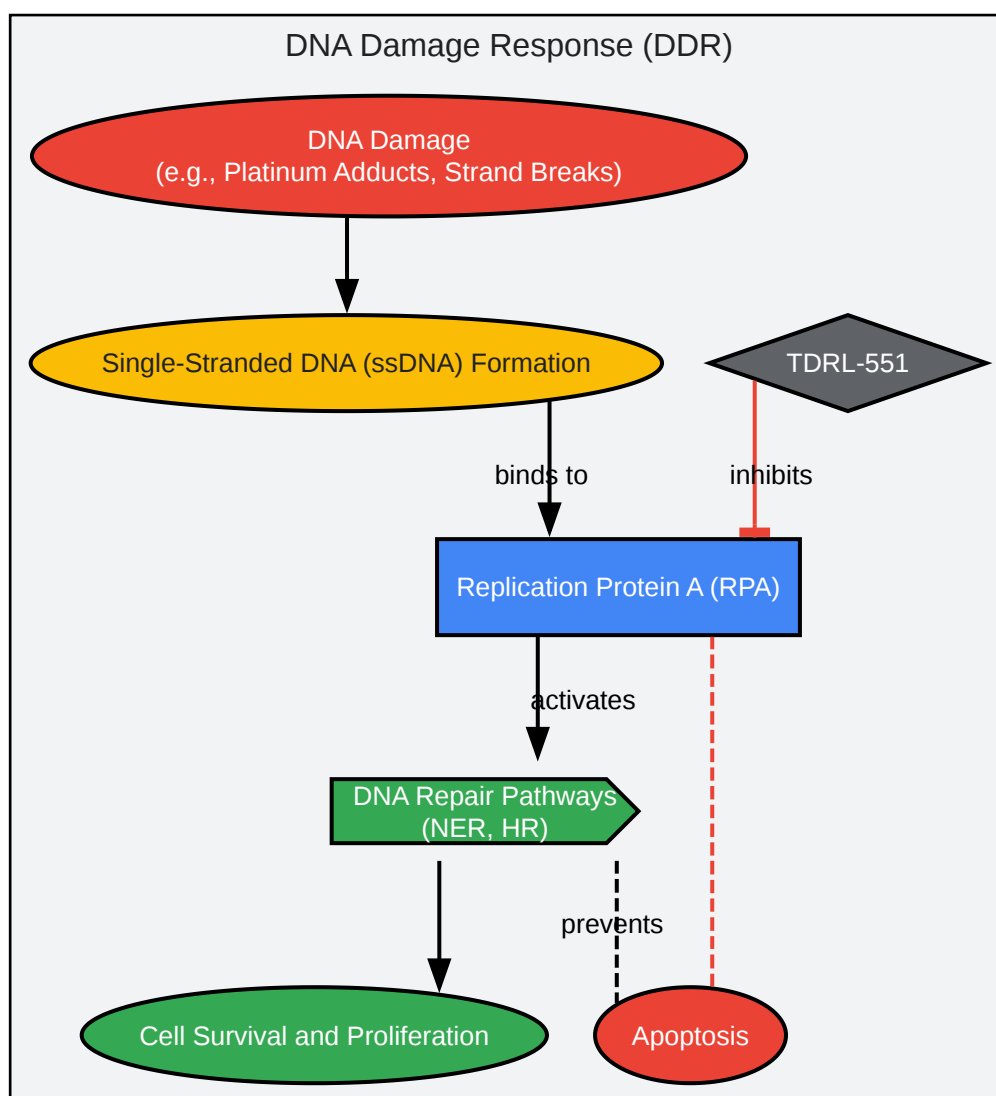 DNA Damage Response (DDR)
DNA Damage
(e.g., Platinum Adducts, Strand Breaks)
Single-Stranded DNA (ssDNA) Formation
TDRL-551
binds to
inhibits
Replication Protein A (RPA)
activates
DNA Repair Pathways
(NER, HR)
prevents
Cell Survival and Proliferation
Apoptosis